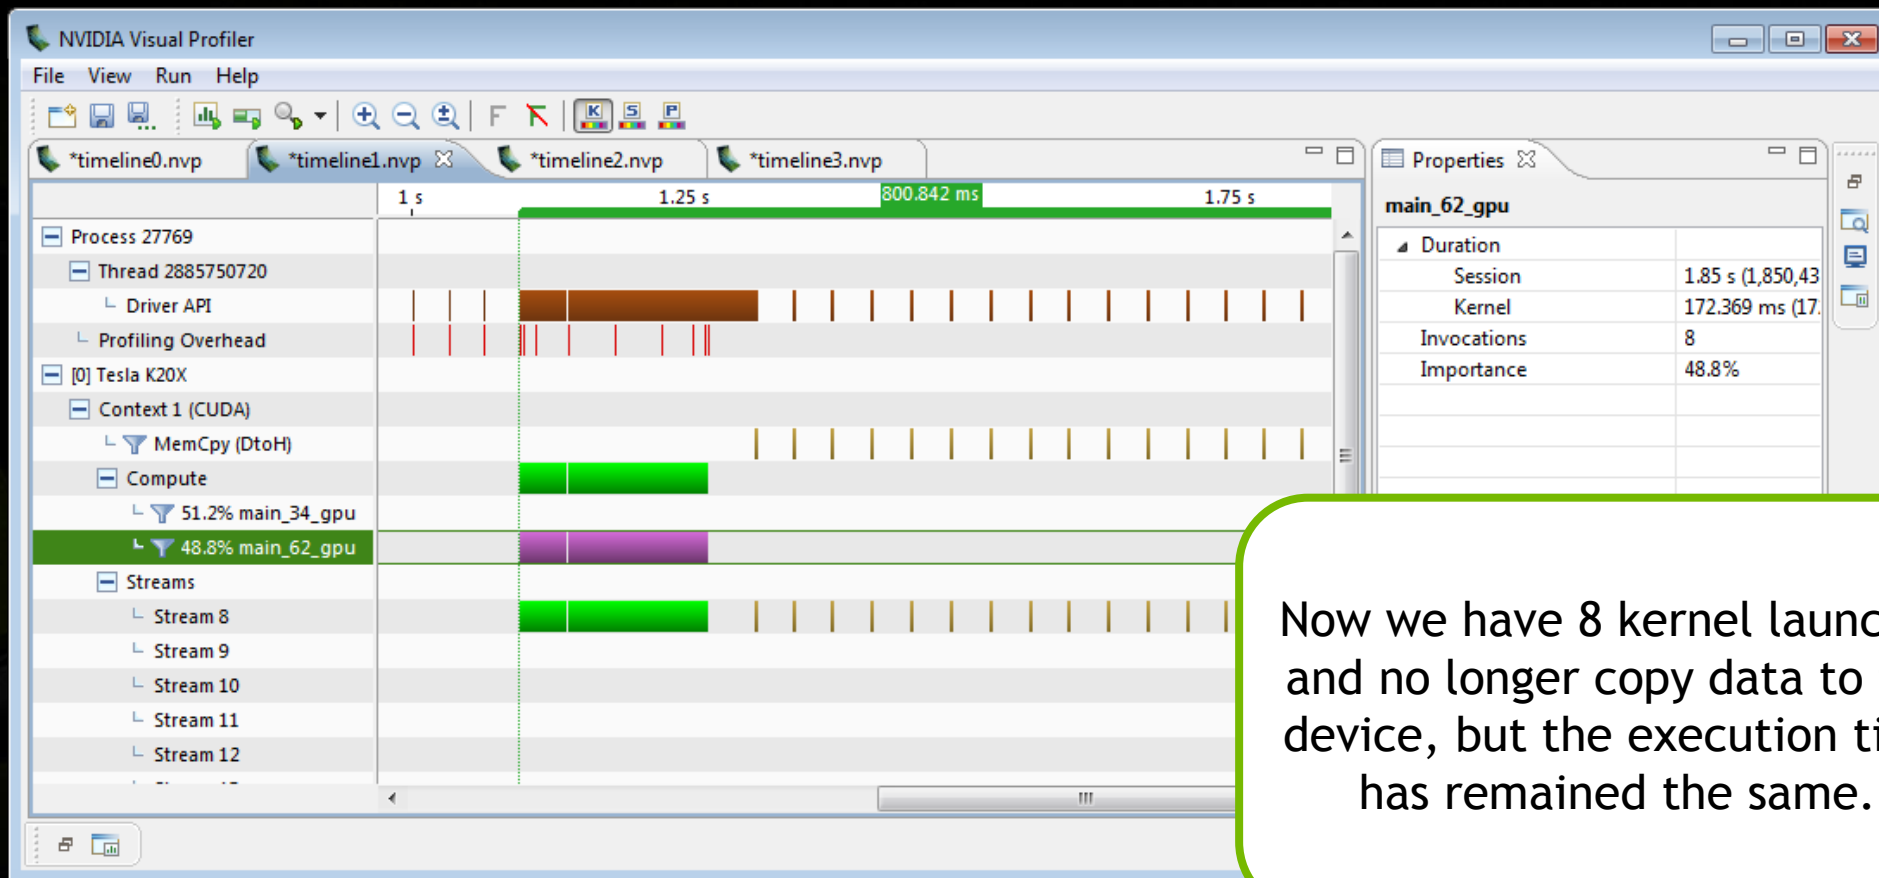 NVIDIA Visual Profiler
File View Run Help
F K S P
*timeline0.nvp *timeline1.nvp *timeline2.nvp *timeline3.nvp Properties
1 s 1.25 s 800.842 ms 1.75 s
main_62_gpu
Process 27769
Duration
Thread 2885750720
Session 1.85 s (1,850,43
Driver API
Kernel 172.369 ms (17.
Profiling Overhead
Invocations 8
[0] Tesla K20X
Importance 48.8%
Context 1 (CUDA)
MemCpy (DtoH)
Compute
51.2% main_34_gpu
48.8% main_62_gpu
Streams
Stream 8
Stream 9
Stream 10
Stream 11
Stream 12
Now we have 8 kernel launc
and no longer copy data to
device, but the execution ti
has remained the same.